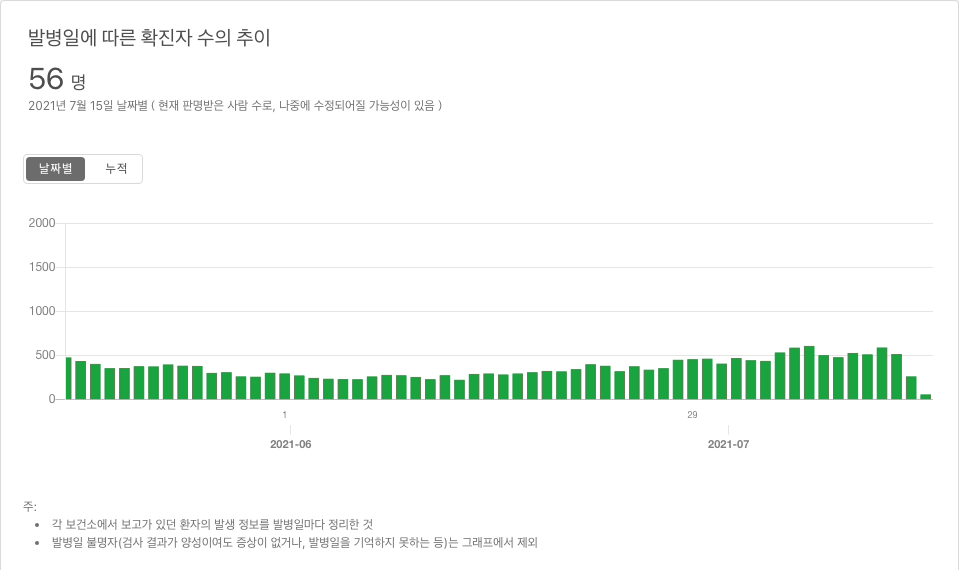 발병일에 따른 확진자 수의 추이
56 명
2021년 7월 15일 날짜별 ( 현재 판명받은 사람 수로, 나중에 수정되어질 가능성이 있음 )
날짜별 누적
2000
1500
1000
500
0
1 29
2021-06 2021-07
주:
• 각 보건소에서 보고가 있던 환자의 발생 정보를 발병일마다 정리한 것
• 발병일 불명자(검사 결과가 양성이여도 증상이 없거나, 발병일을 기억하지 못하는 등)는 그래프에서 제외